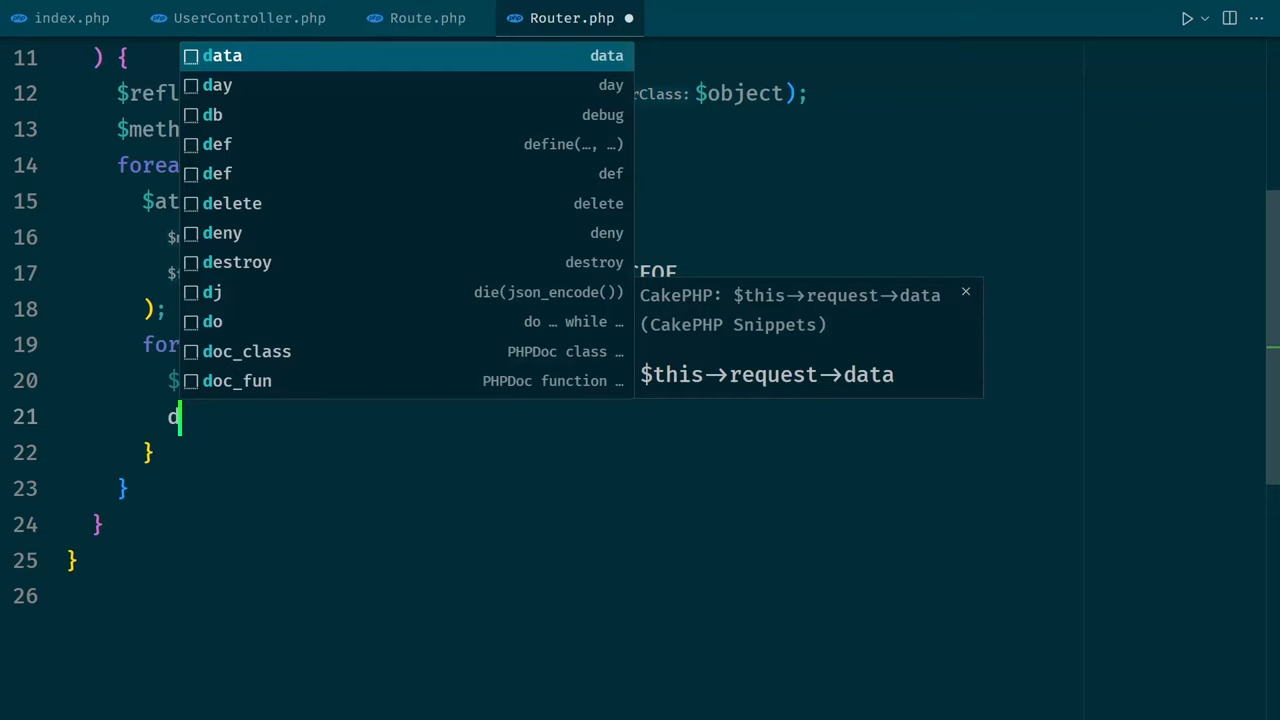 index.php UserController.php Route.php Router.php
11 ) {
data data
12 $refl rClass: $object);
day day
db debug
13 $meth
def define(…, …)
14 forea
def def
15 $at
delete delete
16
deny deny
17
destroy destroy
18 );
dj die(json_encode())
CakePHP: $this->request->data
(CakePHP Snippets)
19 for
do do … while …
doc_class PHPDoc class …
20 $
doc_fun PHPDoc function …
$this->request->data
21 d
22 }
23 }
24 }
25 }
26